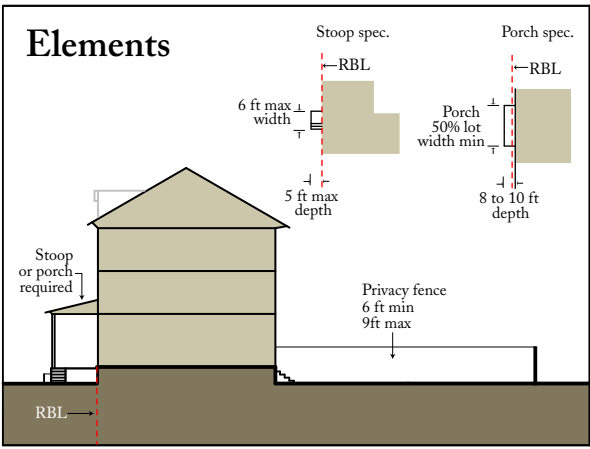 Elements
Stoop spec.
RBL
6 ft max
width
5 ft max
depth
Porch spec.
RBL
Porch
50% lot
width min
8 to 10 ft
depth
Stoop
or porch
required
Privacy fence
6 ft min
9ft max
RBL